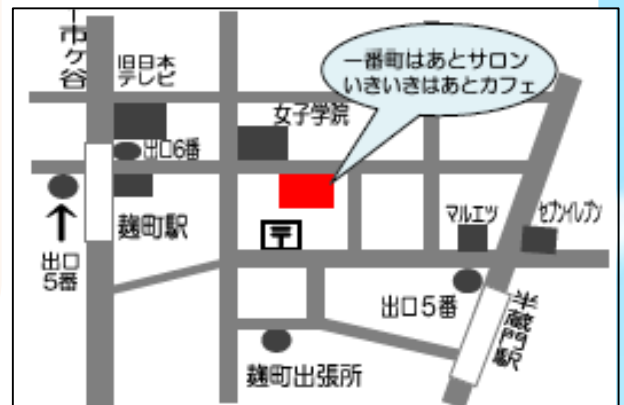 市ヶ谷
旧日本
テレビ
一番町はあとサロン
いきいきはあとカフェ
女子学院
出口6番
麹町駅
〒
マルエツ
セブンイレブン
出口
5番
出口5番
半蔵門駅
麹町出張所